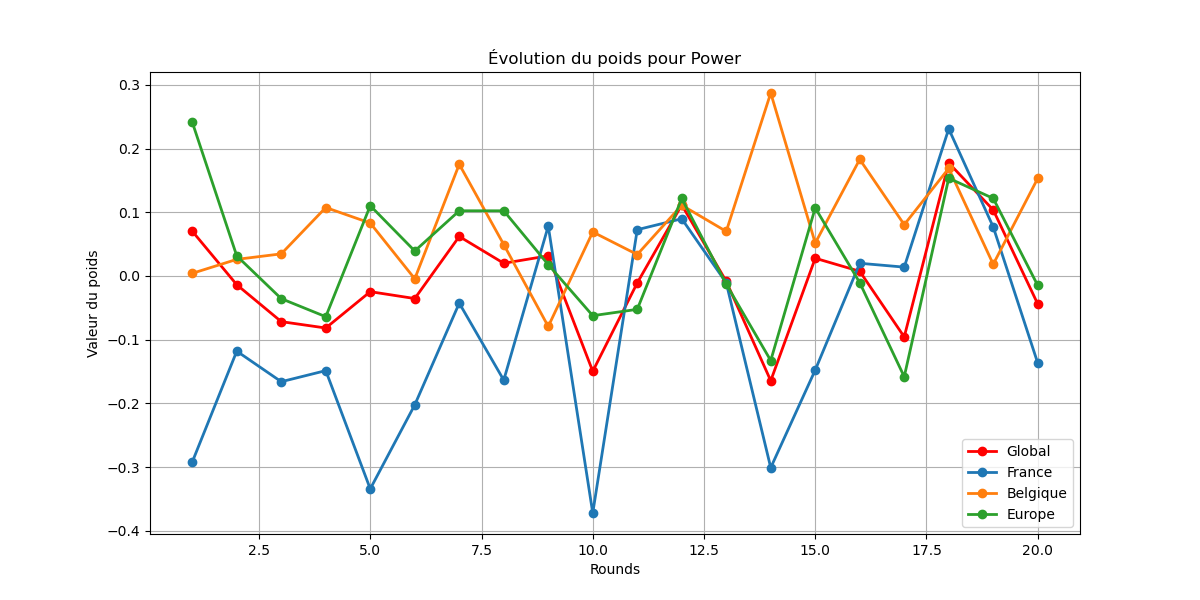 Évolution du poids pour Power
0.3
0.2
0.1
0.0
−0.1
−0.2
−0.3
−0.4
Valeur du poids
2.5 5.0 7.5 10.0 12.5 15.0 17.5 20.0
Rounds
Global
France
Belgique
Europe